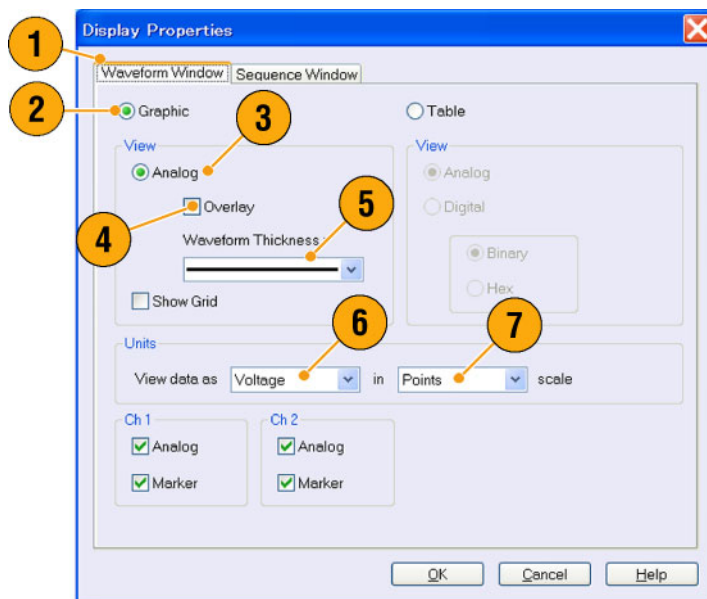 Display Properties
1
Waveform Window Sequence Window
2
Graphic
Table
3
View
Analog
4
Overlay
5
Waveform Thickness :
Show Grid
View
Analog
Digital
Binary
Hex
6
7
Units
View data as Voltage in Points scale
Ch 1
Analog
Marker
Ch 2
Analog
Marker
OK Cancel Help